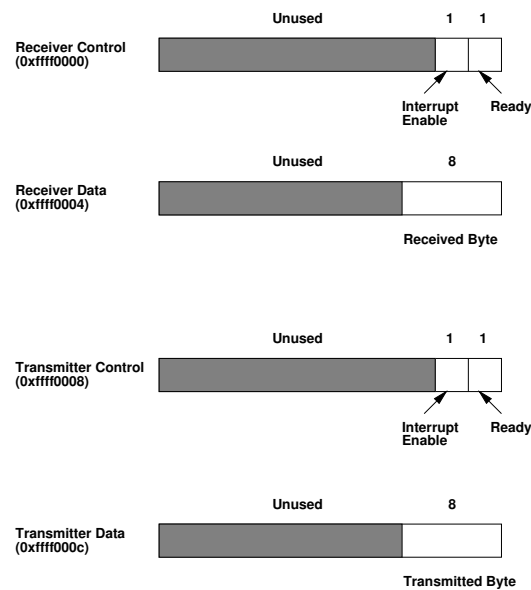 Unused 1 1
Receiver Control
(0xffff0000)
Interrupt Ready
Enable
Unused 8
Receiver Data
(0xffff0004)
Received Byte
Unused 1 1
Transmitter Control
(0xffff0008)
Interrupt Ready
Enable
Unused 8
Transmitter Data
(0xffff000c)
Transmitted Byte